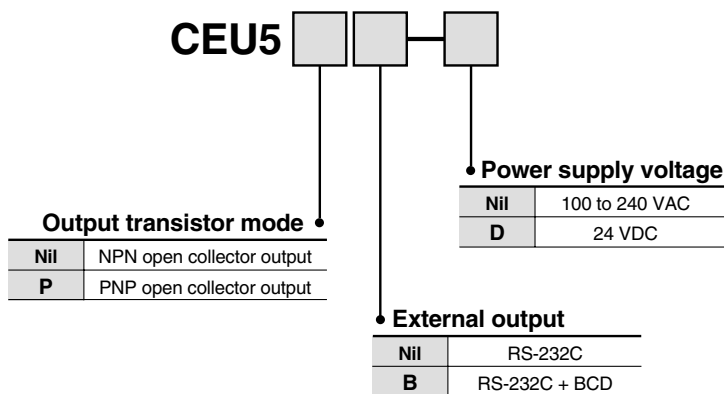 CEU5
Power supply voltage
Nil 100 to 240 VAC
D 24 VDC
Output transistor mode
Nil NPN open collector output
P PNP open collector output
External output
Nil RS-232C
B RS-232C + BCD